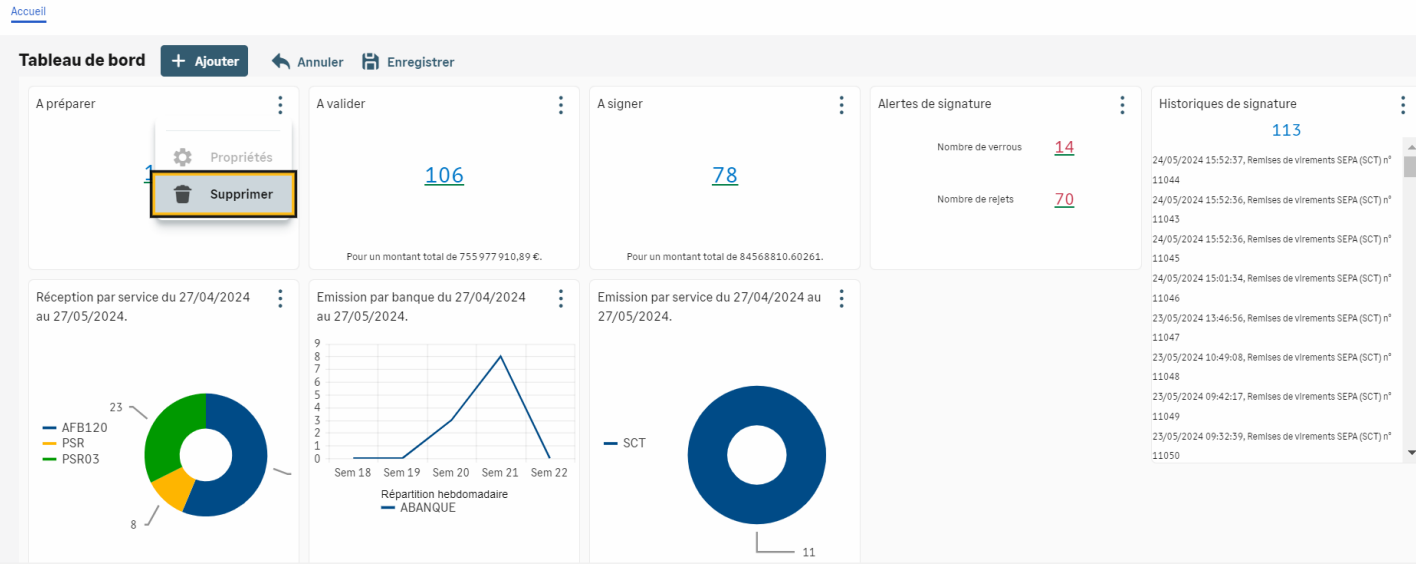 Accueil
Tableau de bord
+ Ajouter
Annuler
Enregistrer
A préparer
Propriétés
Supprimer
A valider
106
Pour un montant total de 755 977 910,89 €.
A signer
78
Pour un montant total de 84568810.60261.
Alertes de signature
Nombre de verrous
14
Nombre de rejets
70
Historiques de signature
113
24/05/2024 15:52:37, Remises de virements SEPA (SCT) n°
11044
24/05/2024 15:52:36, Remises de virements SEPA (SCT) n°
11043
24/05/2024 15:52:36, Remises de virements SEPA (SCT) n°
11045
24/05/2024 15:01:34, Remises de virements SEPA (SCT) n°
11046
23/05/2024 13:46:56, Remises de virements SEPA (SCT) n°
11047
23/05/2024 10:49:08, Remises de virements SEPA (SCT) n°
11048
23/05/2024 09:42:17, Remises de virements SEPA (SCT) n°
11049
23/05/2024 09:32:39, Remises de virements SEPA (SCT) n°
11050
Réception par service du 27/04/2024
au 27/05/2024.
23
AFB120
PSR
PSR03
8
Emission par banque du 27/04/2024
au 27/05/2024.
9
8
7
6
5
4
3
2
1
0
Sem 18 Sem 19 Sem 20 Sem 21 Sem 22
Répartition hebdomadaire
ABANQUE
Emission par service du 27/04/2024 au
27/05/2024.
SCT
11